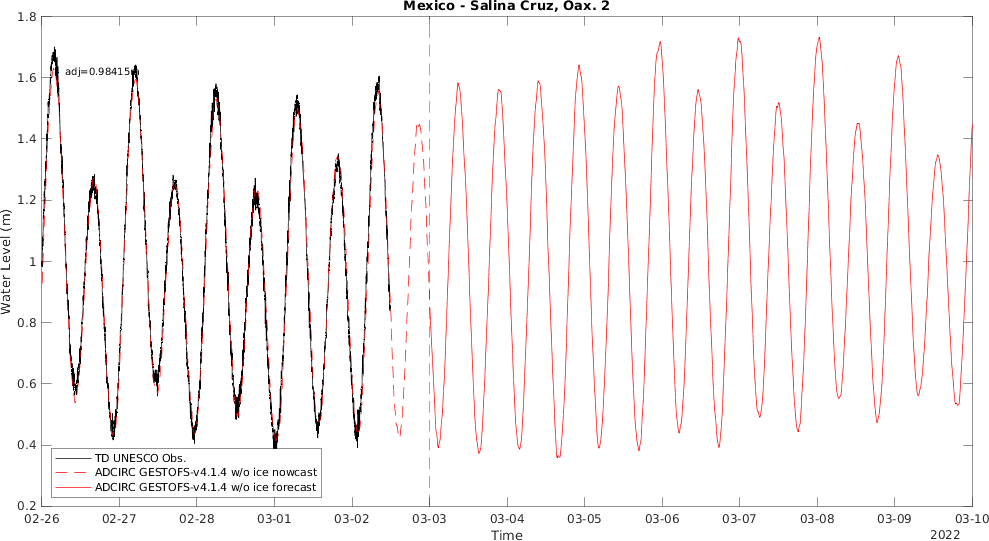 Mexico - Salina Cruz, Oax. 2
1.8
1.6
1.4
1.2
1
0.8
0.6
0.4
0.2
Water Level (m)
adj=0.98415m
TD UNESCO Obs.
ADCIRC GESTOFS-v4.1.4 w/o ice nowcast
ADCIRC GESTOFS-v4.1.4 w/o ice forecast
02-26 02-27 02-28 03-01 03-02 03-03 03-04 03-05 03-06 03-07 03-08 03-09 03-10
Time
2022